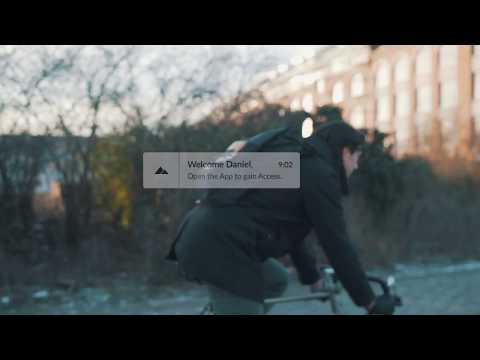 Welcome Daniel,
9:02
Open the App to gain Access.